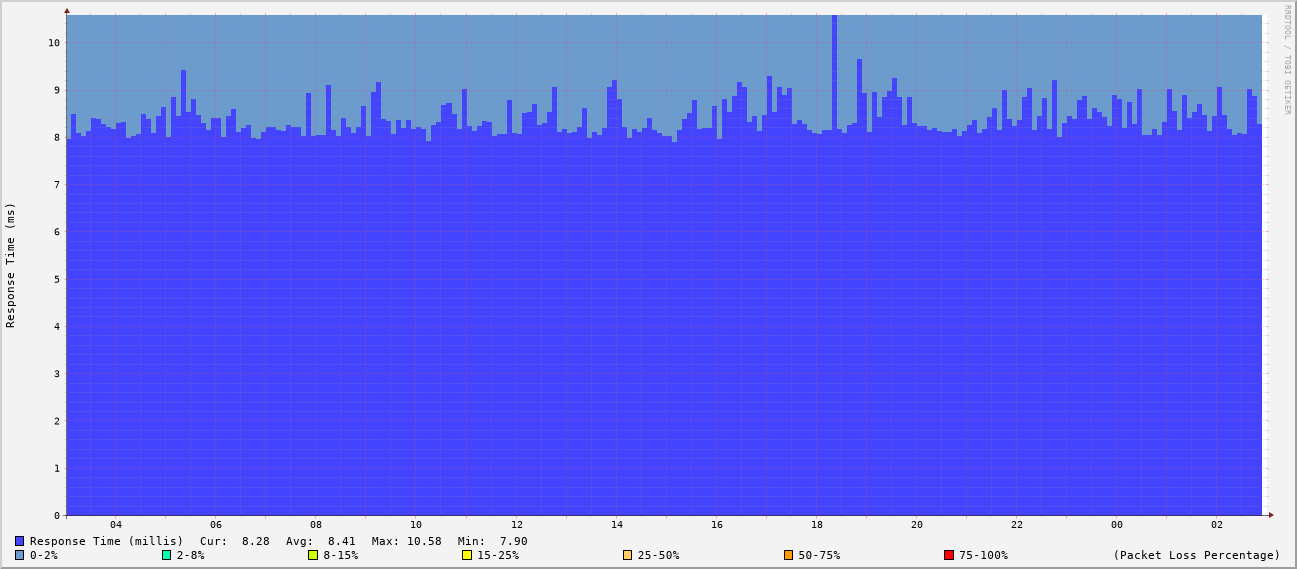 RRDTOOL / TOBI OETIKER
Response Time (ms)
10
9
8
7
6
5
4
3
2
1
0
04 06 08 10 12 14 16 18 20 22 00 02
Response Time (millis) Cur: 8.28 Avg: 8.41 Max: 10.58 Min: 7.90
0-2% 2-8% 8-15% 15-25% 25-50% 50-75% 75-100% (Packet Loss Percentage)